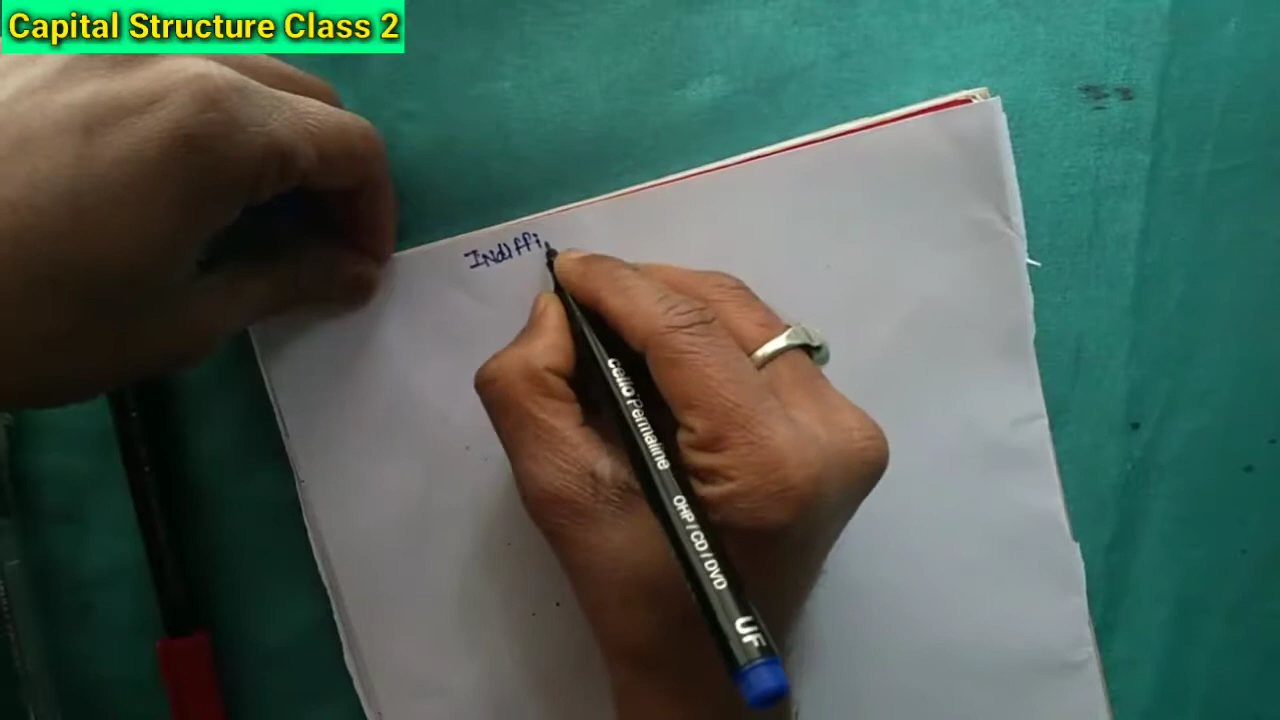 Capital Structure Class 2
Indiffi
cello Permaline OHP/CD/DVD UF